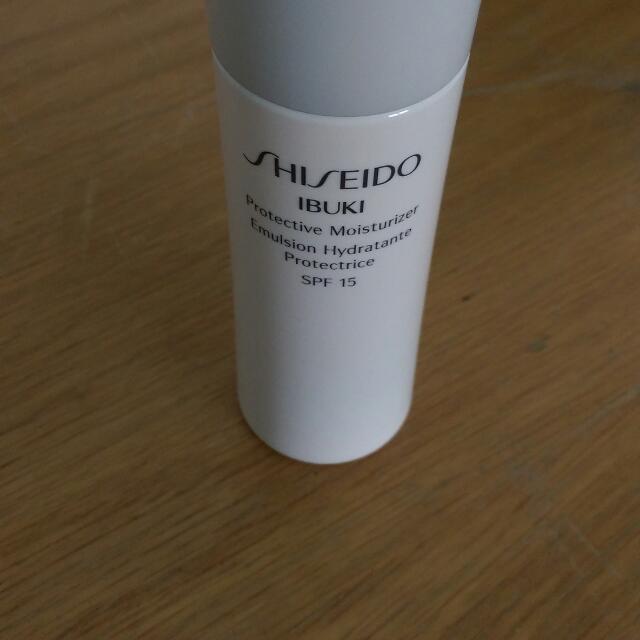 SHISEIDO
IBUKI
Protective Moisturizer
Emulsion Hydratante
Protectrice
SPF 15